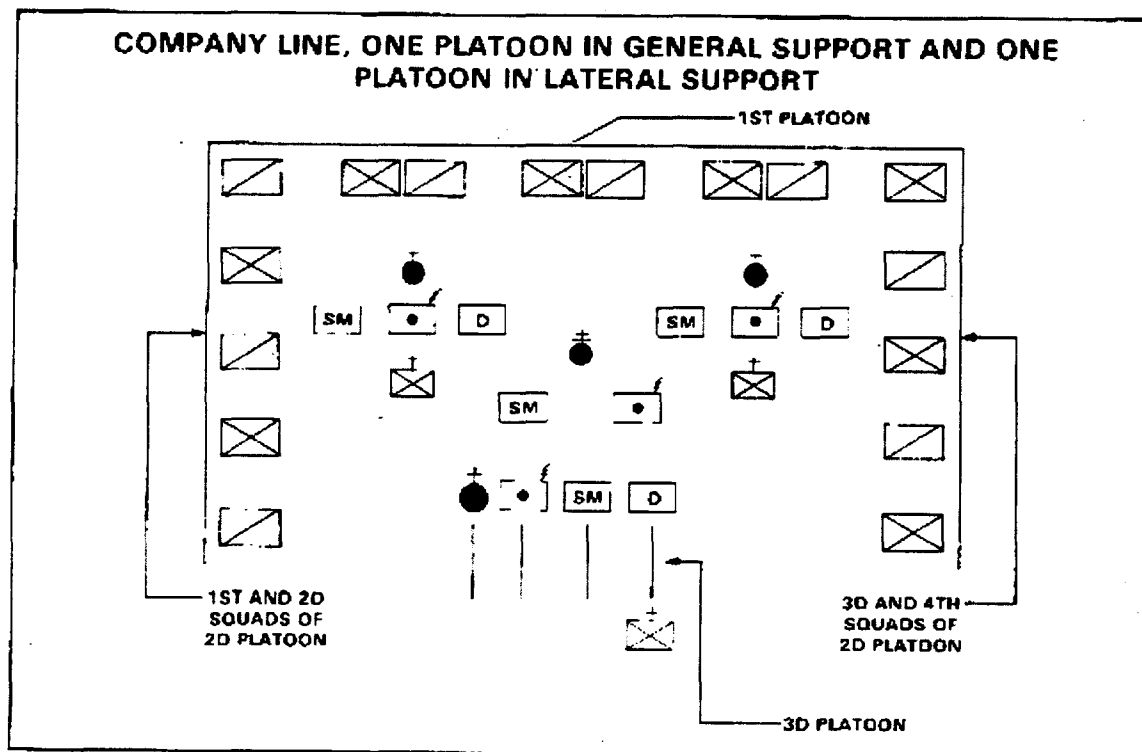 COMPANY LINE, ONE PLATOON IN GENERAL SUPPORT AND ONE
PLATOON IN LATERAL SUPPORT
1ST PLATOON
SM
D
SM
D
SM
SM
D
1ST AND 2D
SQUADS OF
2D PLATOON
3D AND 4TH
SQUADS OF
2D PLATOON
3D PLATOON